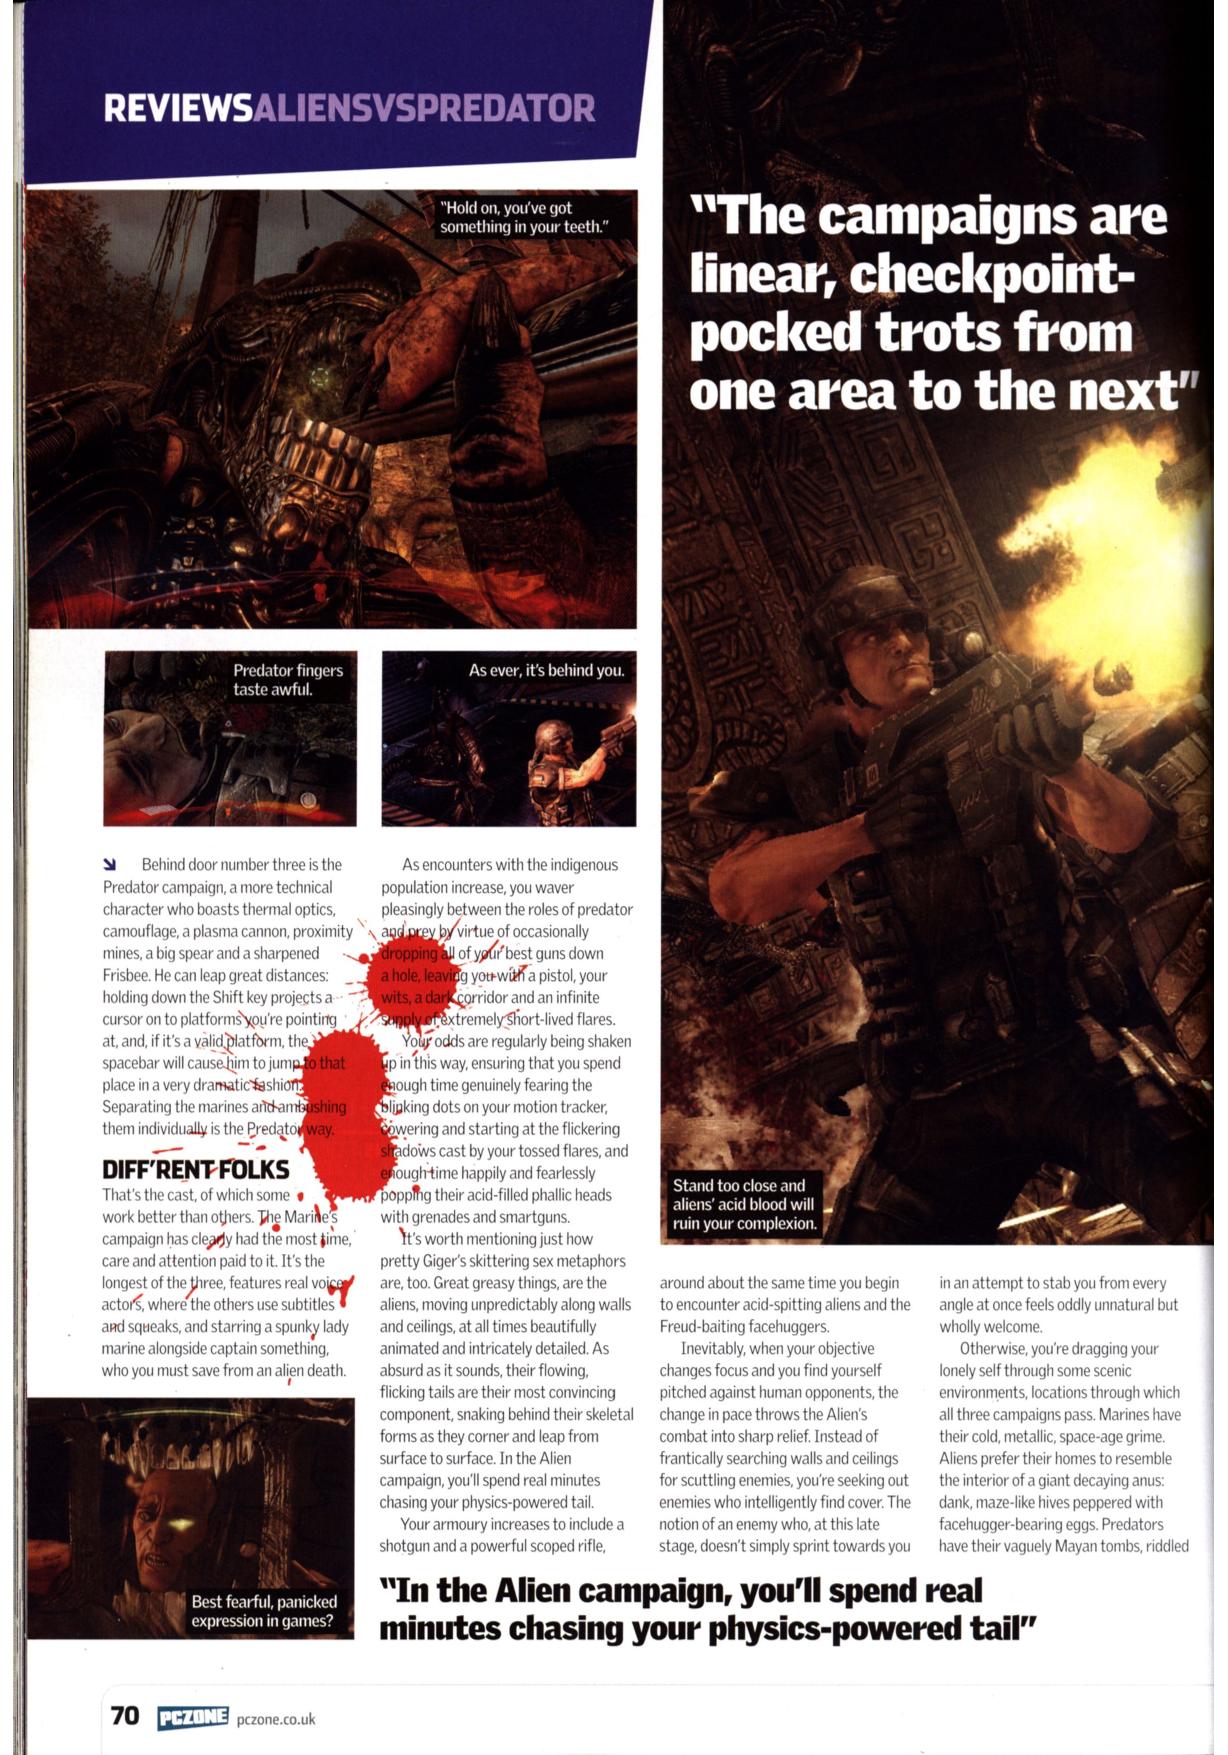 REVIEWSALIENSVSPREDATOR
"Hold on, you've got
something in your teeth."
"The campaigns are
linear, checkpoint-
pocked trots from
one area to the next"
Predator fingers
taste awful.
As ever, it's behind you.
Behind door number three is the
Predator campaign, a more technical
character who boasts thermal optics,
camouflage, a plasma cannon, proximity
mines, a big spear and a sharpened
Frisbee. He can leap great distances:
holding down the Shift key projects a
cursor on to platforms you're pointing
at, and, if it's a valid platform, the
spacebar will cause him to jump to that
place in a very dramatic fashion.
Separating the marines and ambushing
them individually is the Predator way.
DIFF'RENT FOLKS
That's the cast, of which some
work better than others. The Marine's
campaign has clearly had the most time,
care and attention paid to it. It's the
longest of the three, features real voice
actors, where the others use subtitles
and squeaks, and starring a spunky lady
marine alongside captain something,
who you must save from an alien death.
Best fearful, panicked
expression in games?
As encounters with the indigenous
population increase, you waver
pleasingly between the roles of predator
and prey by virtue of occasionally
dropping all of your best guns down
a hole, leaving you with a pistol, your
wits, a dark corridor and an infinite
supply of extremely short-lived flares.
Your odds are regularly being shaken
up in this way, ensuring that you spend
enough time genuinely fearing the
blinking dots on your motion tracker,
cowering and starting at the flickering
shadows cast by your tossed flares, and
enough time happily and fearlessly
popping their acid-filled phallic heads
with grenades and smartguns.
It's worth mentioning just how
pretty Giger's skittering sex metaphors
are, too. Great greasy things, are the
aliens, moving unpredictably along walls
and ceilings, at all times beautifully
animated and intricately detailed. As
absurd as it sounds, their flowing,
flicking tails are their most convincing
component, snaking behind their skeletal
forms as they corner and leap from
surface to surface. In the Alien
campaign, you'll spend real minutes
chasing your physics-powered tail.
Your armoury increases to include a
shotgun and a powerful scoped rifle,
Stand too close and
aliens' acid blood will
ruin your complexion.
around about the same time you begin
to encounter acid-spitting aliens and the
Freud-baiting facehuggers.
Inevitably, when your objective
changes focus and you find yourself
pitched against human opponents, the
change in pace throws the Alien's
combat into sharp relief. Instead of
frantically searching walls and ceilings
for scuttling enemies, you're seeking out
enemies who intelligently find cover. The
notion of an enemy who, at this late
stage, doesn't simply sprint towards you
in an attempt to stab you from every
angle at once feels oddly unnatural but
wholly welcome.
Otherwise, you're dragging your
lonely self through some scenic
environments, locations through which
all three campaigns pass. Marines have
their cold, metallic, space-age grime.
Aliens prefer their homes to resemble
the interior of a giant decaying anus:
dank, maze-like hives peppered with
facehugger-bearing eggs. Predators
have their vaguely Mayan tombs, riddled
"In the Alien campaign, you'll spend real
minutes chasing your physics-powered tail"
70 PCZONE pczone.co.uk